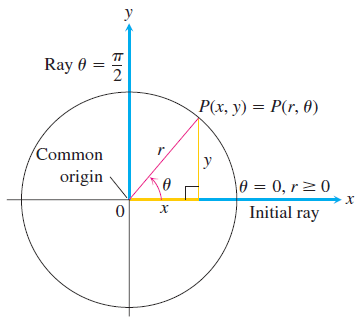 y
Ray θ = π/2
P(x, y) = P(r, θ)
Common
origin
r
y
θ
θ = 0, r ≥ 0
x
0
x
Initial ray